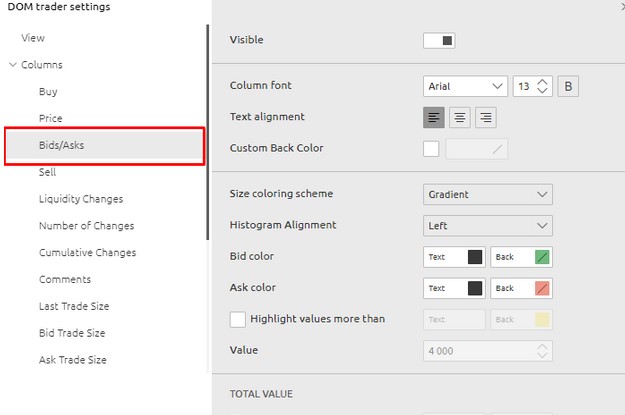 DOM trader settings
View
Columns
Buy
Price
Bids/Asks
Sell
Liquidity Changes
Number of Changes
Cumulative Changes
Comments
Last Trade Size
Bid Trade Size
Ask Trade Size
Visible
Column font Arial 13 B
Text alignment
Custom Back Color
Size coloring scheme Gradient
Histogram Alignment Left
Bid color Text Back
Ask color Text Back
Highlight values more than Text Back
Value 4 000
TOTAL VALUE